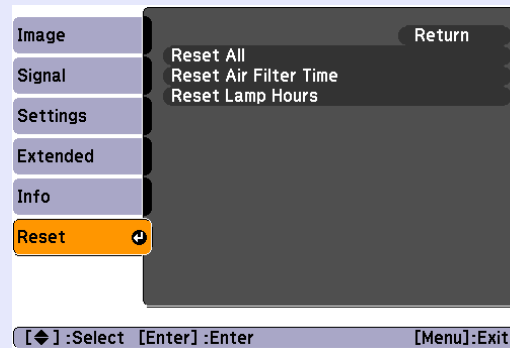 Image
Signal
Settings
Extended
Info
Reset
Return
Reset All
Reset Air Filter Time
Reset Lamp Hours
[◆] :Select [Enter] :Enter [Menu]:Exit